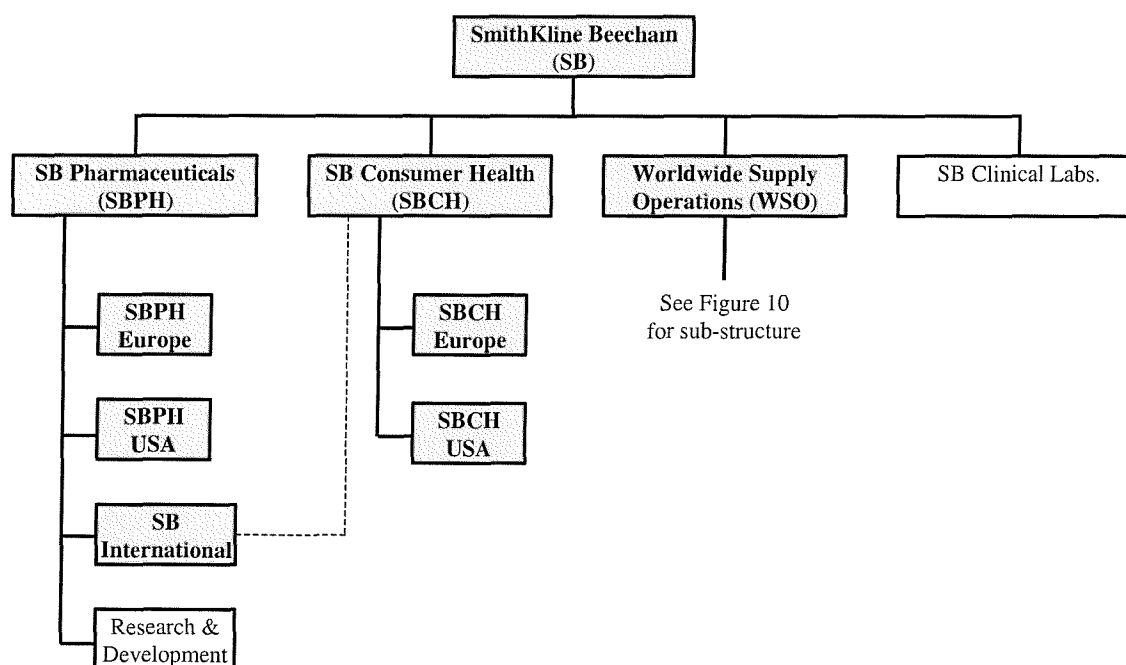 SmithKline Beecham
(SB)
SB Pharmaceuticals
(SBPH)
SB Consumer Health
(SBCH)
Worldwide Supply
Operations (WSO)
SB Clinical Labs.
SBPH
Europe
SBPH
USA
SB
International
Research &
Development
SBCH
Europe
SBCH
USA
See Figure 10
for sub-structure